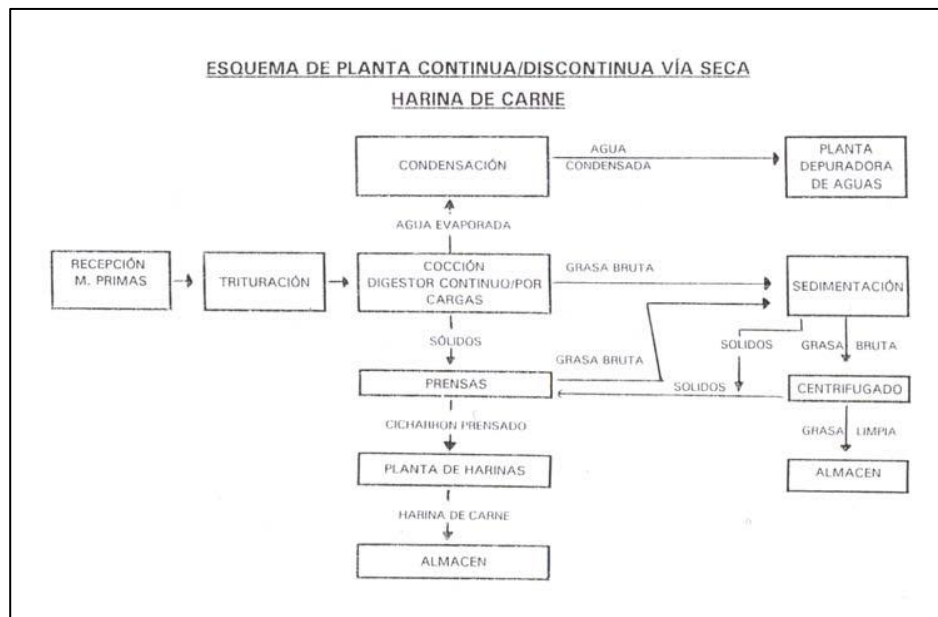 ESQUEMA DE PLANTA CONTINUA/DISCONTINUA VÍA SECA
HARINA DE CARNE
CONDENSACIÓN
AGUA
CONDENSADA
PLANTA
DEPURADORA
DE AGUAS
AGUA EVAPORADA
RECEPCIÓN
M. PRIMAS
TRITURACIÓN
COCCIÓN
DIGESTOR CONTINUO/POR
CARGAS
GRASA BRUTA
SEDIMENTACIÓN
SÓLIDOS
SOLIDOS
GRASA BRUTA
GRASA BRUTA
PRENSAS
SOLIDOS
CENTRIFUGADO
CICHARRON PRENSADO
GRASA LIMPIA
PLANTA DE HARINAS
ALMACEN
HARINA DE CARNE
ALMACEN